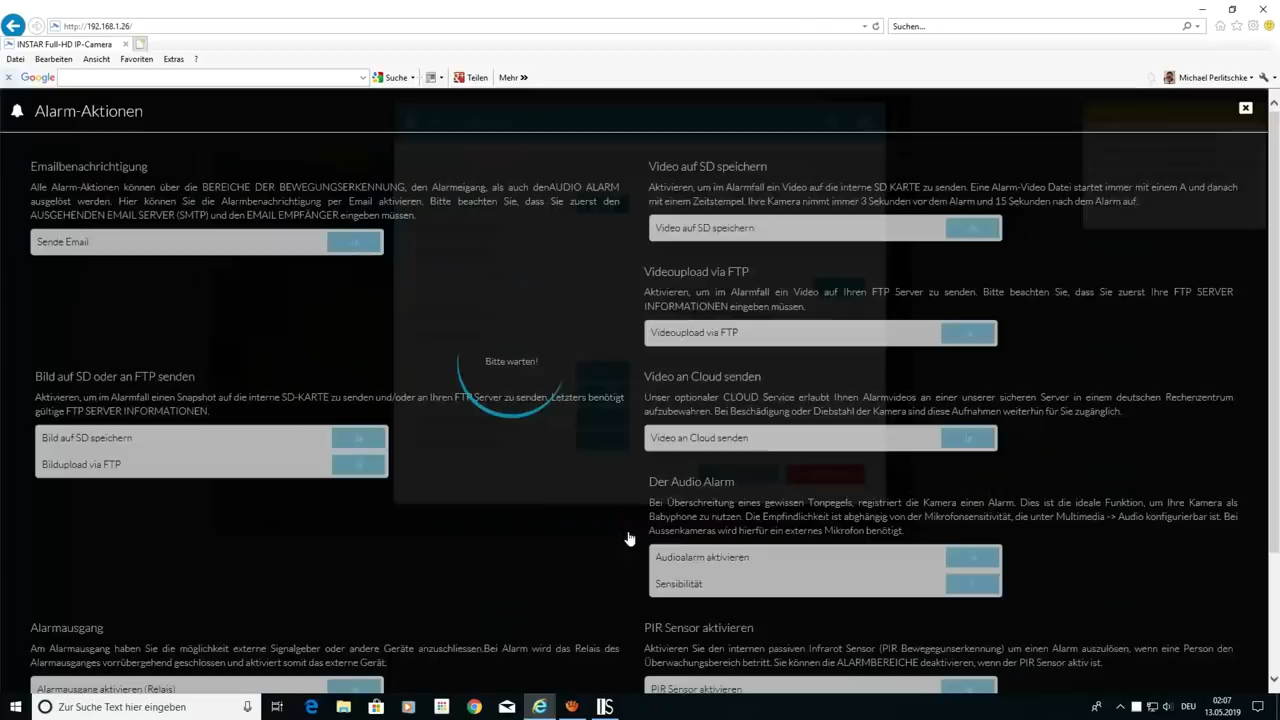 http://192.168.1.26/
Suchen...
INSTAR Full-HD IP-Camera
Datei Bearbeiten Ansicht Favoriten Extras ?
Google Suche Teilen Mehr » Michael Perlitschke
Alarm-Aktionen
Emailbenachrichtigung
Alle Alarm-Aktionen können über die BEREICHE DER BEWEGUNGSERKENNUNG, den Alarmeigang, als auch denAUDIO ALARM
ausgelöst werden. Hier können Sie die Alarmbenachrichtigung per Email aktivieren. Bitte beachten Sie, dass Sie zuerst den
AUSGEHENDEN EMAIL SERVER (SMTP) und den EMAIL EMPFÄNGER eingeben müssen.
Sende Email
Video auf SD speichern
Aktivieren, um im Alarmfall ein Video auf die interne SD KARTE zu senden. Eine Alarm-Video Datei startet immer mit einem A und danach
mit einem Zeitstempel. Ihre Kamera nimmt immer 3 Sekunden vor dem Alarm und 15 Sekunden nach dem Alarm auf.
Video auf SD speichern
Videoupload via FTP
Aktivieren, um im Alarmfall ein Video auf Ihren FTP Server zu senden. Bitte beachten Sie, dass Sie zuerst Ihre FTP SERVER
INFORMATIONEN eingeben müssen.
Videoupload via FTP
Bitte warten!
Bild auf SD oder an FTP senden
Aktivieren, um im Alarmfall einen Snapshot auf die interne SD-KARTE zu senden und/oder an Ihren FTP Server zu senden. Letzters benötigt
gültige FTP SERVER INFORMATIONEN.
Bild auf SD speichern
Bildupload via FTP
Video an Cloud senden
Unser optionaler CLOUD Service erlaubt Ihnen Alarmvideos an einer unserer sicheren Server in einem deutschen Rechenzentrum
aufzubewahren. Bei Beschädigung oder Diebstahl der Kamera sind diese Aufnahmen weiterhin für Sie zugänglich.
Video an Cloud senden
Der Audio Alarm
Bei Überschreitung eines gewissen Tonpegels, registriert die Kamera einen Alarm. Dies ist die ideale Funktion, um Ihre Kamera als
Babyphone zu nutzen. Die Empfindlichkeit ist abghängig von der Mikrofonsensitivität, die unter Multimedia -> Audio konfigurierbar ist. Bei
Aussenkameras wird hierfür ein externes Mikrofon benötigt.
Audioalarm aktivieren
Sensibilität
Alarmausgang
Am Alarmausgang haben Sie die möglichkeit externe Signalgeber oder andere Geräte anzuschliessen.Bei Alarm wird das Relais des
Alarmausganges vorrübergehend geschlossen und aktiviert somit das externe Gerät.
Alarmausgang aktivieren (Relais)
PIR Sensor aktivieren
Aktivieren Sie den internen passiven Infrarot Sensor (PIR Bewegungserkennung) um einen Alarm auszulösen, wenn eine Person den
Überwachungsbereich betritt. Sie können die ALARMBEREICHE deaktivieren, wenn der PIR Sensor aktiv ist.
PIR Sensor aktivieren
Zur Suche Text hier eingeben
DEU
02:07
13.05.2019